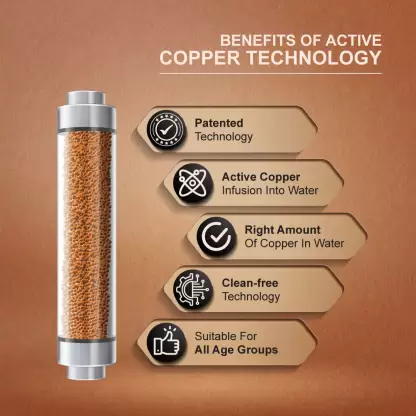 BENEFITS OF ACTIVE
COPPER TECHNOLOGY
Patented
Technology
Active Copper
Infusion Into Water
Right Amount
Of Copper In Water
Clean-free
Technology
Suitable For
All Age Groups